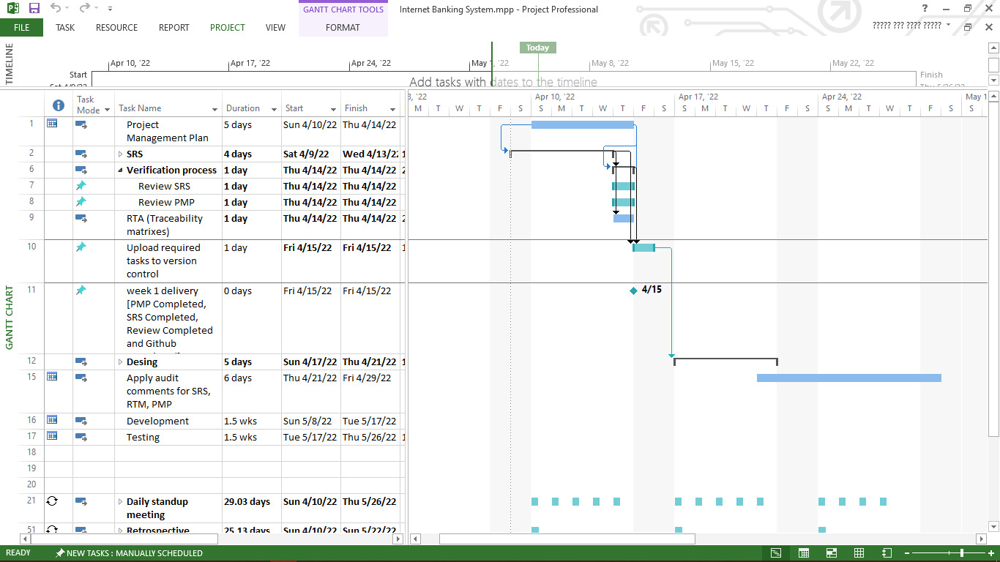 GANTT CHART TOOLS
Internet Banking System.mpp - Project Professional
?
FILE
TASK
RESOURCE
REPORT
PROJECT
VIEW
FORMAT
????? ??? ???? ?????
TIMELINE
Today
Apr 10, '22
Apr 17, '22
Apr 24, '22
May 1, '22
May 8, '22
May 15, '22
May 22, '22
Start
Sat 4/9/22
Add tasks with dates to the timeline
Finish
Thu 5/26/22
GANTT CHART
Task Mode
Task Name
Duration
Start
Finish
3, '22
Apr 10, '22
Apr 17, '22
Apr 24, '22
May 1
M T W T F S S M T W T F S S M T W T F S S M T W T F S S M
1 Project Management Plan 5 days Sun 4/10/22 Thu 4/14/22
2 SRS 4 days Sat 4/9/22 Wed 4/13/22 1
6 Verification process 1 day Thu 4/14/22 Thu 4/14/22 2
7 Review SRS 1 day Thu 4/14/22 Thu 4/14/22
8 Review PMP 1 day Thu 4/14/22 Thu 4/14/22
9 RTA (Traceability matrixes) 1 day Thu 4/14/22 Thu 4/14/22 2
10 Upload required tasks to version control 1 day Fri 4/15/22 Fri 4/15/22 1
11 week 1 delivery [PMP Completed, SRS Completed, Review Completed and Github 0 days Fri 4/15/22 Fri 4/15/22
4/15
12 Desing 5 days Sun 4/17/22 Thu 4/21/22 1
15 Apply audit comments for SRS, RTM, PMP 6 days Thu 4/21/22 Fri 4/29/22
16 Development 1.5 wks Sun 5/8/22 Tue 5/17/22
17 Testing 1.5 wks Tue 5/17/22 Thu 5/26/22 1
18
19
20
21 Daily standup meeting 29.03 days Sun 4/10/22 Thu 5/26/22
51 Retrospective 25.13 days Sun 4/10/22 Sun 5/22/22
READY
NEW TASKS : MANUALLY SCHEDULED